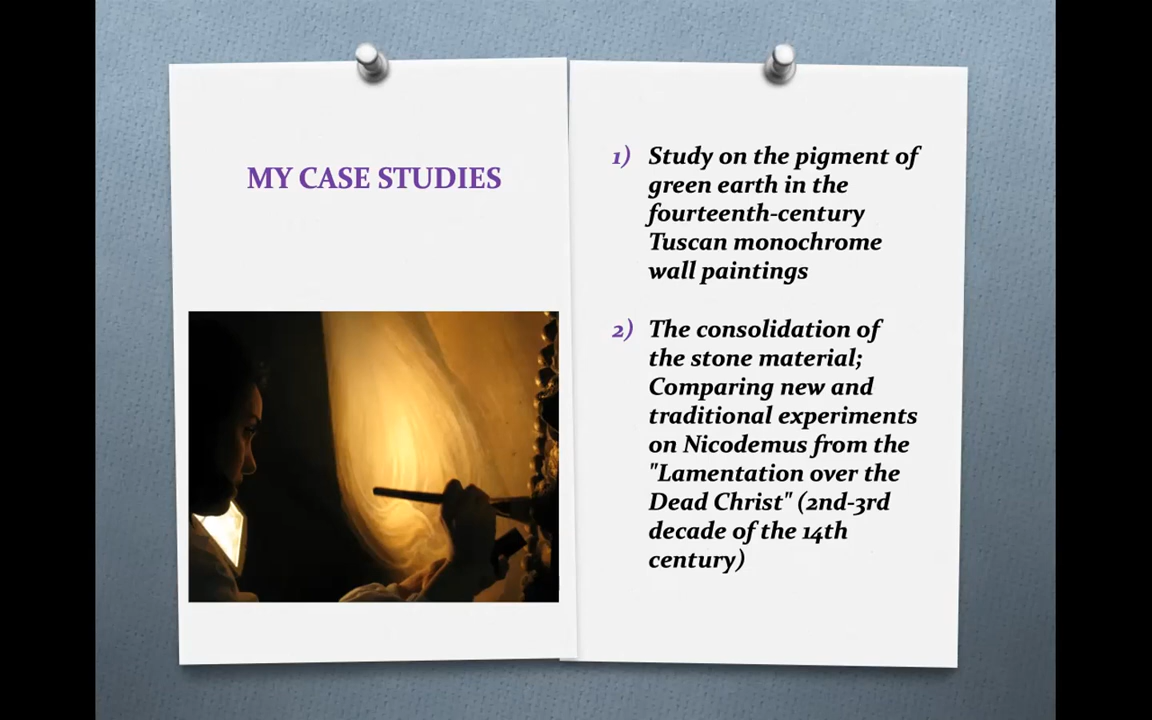 MY CASE STUDIES
1) Study on the pigment of
green earth in the
fourteenth-century
Tuscan monochrome
wall paintings
2) The consolidation of
the stone material;
Comparing new and
traditional experiments
on Nicodemus from the
"Lamentation over the
Dead Christ" (2nd-3rd
decade of the 14th
century)